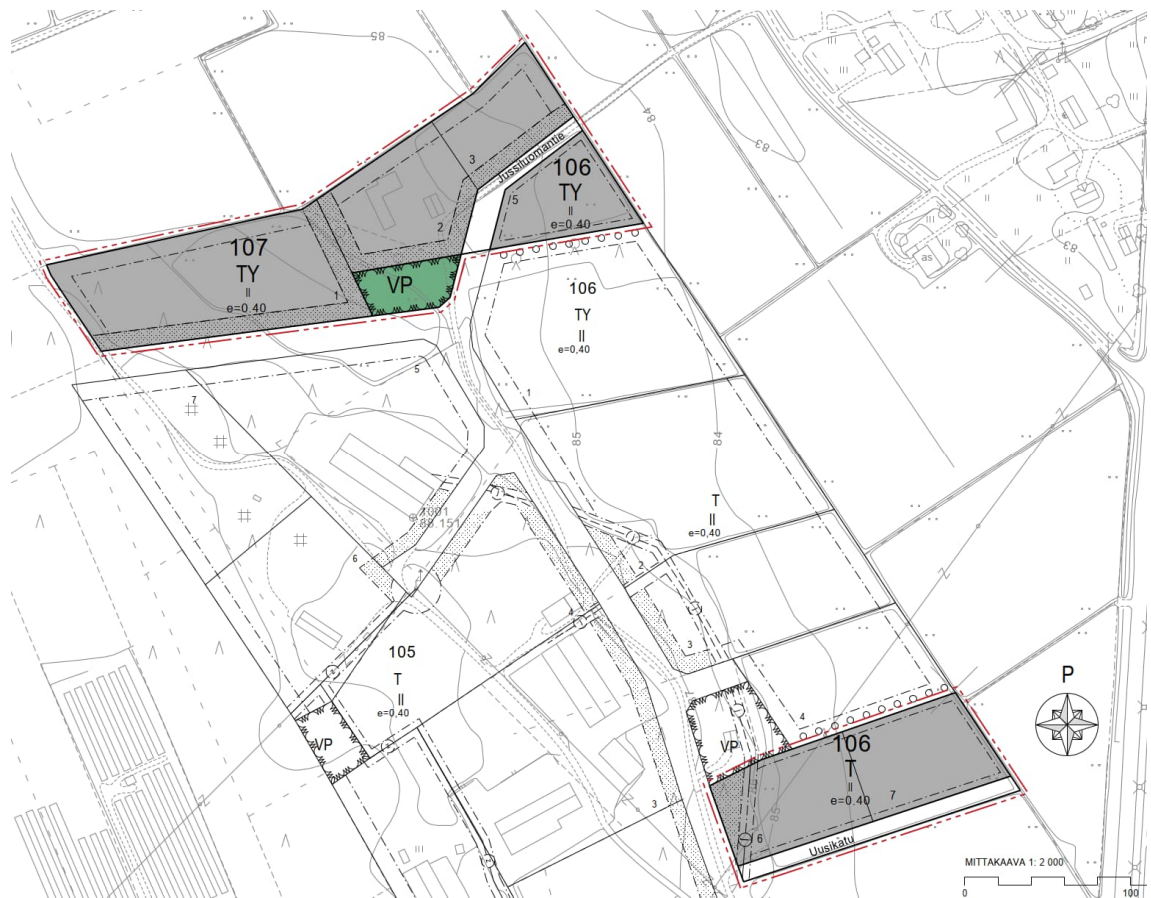 85
84
83
3
Jussiluomantie
106
TY
II
e=0.40
5
2
107
TY
II
e=0.40
1
VP
83
as
106
TY
II
e=0,40
5
7
1
85
84
T
II
e=0,40
1001
85.151
6
2
4
3
105
T
II
e=0,40
VP
4
VP
106
T
II
e=0.40
7
3
85
6
Uusikatu
P
MITTAKAAVA 1: 2 000
0
100